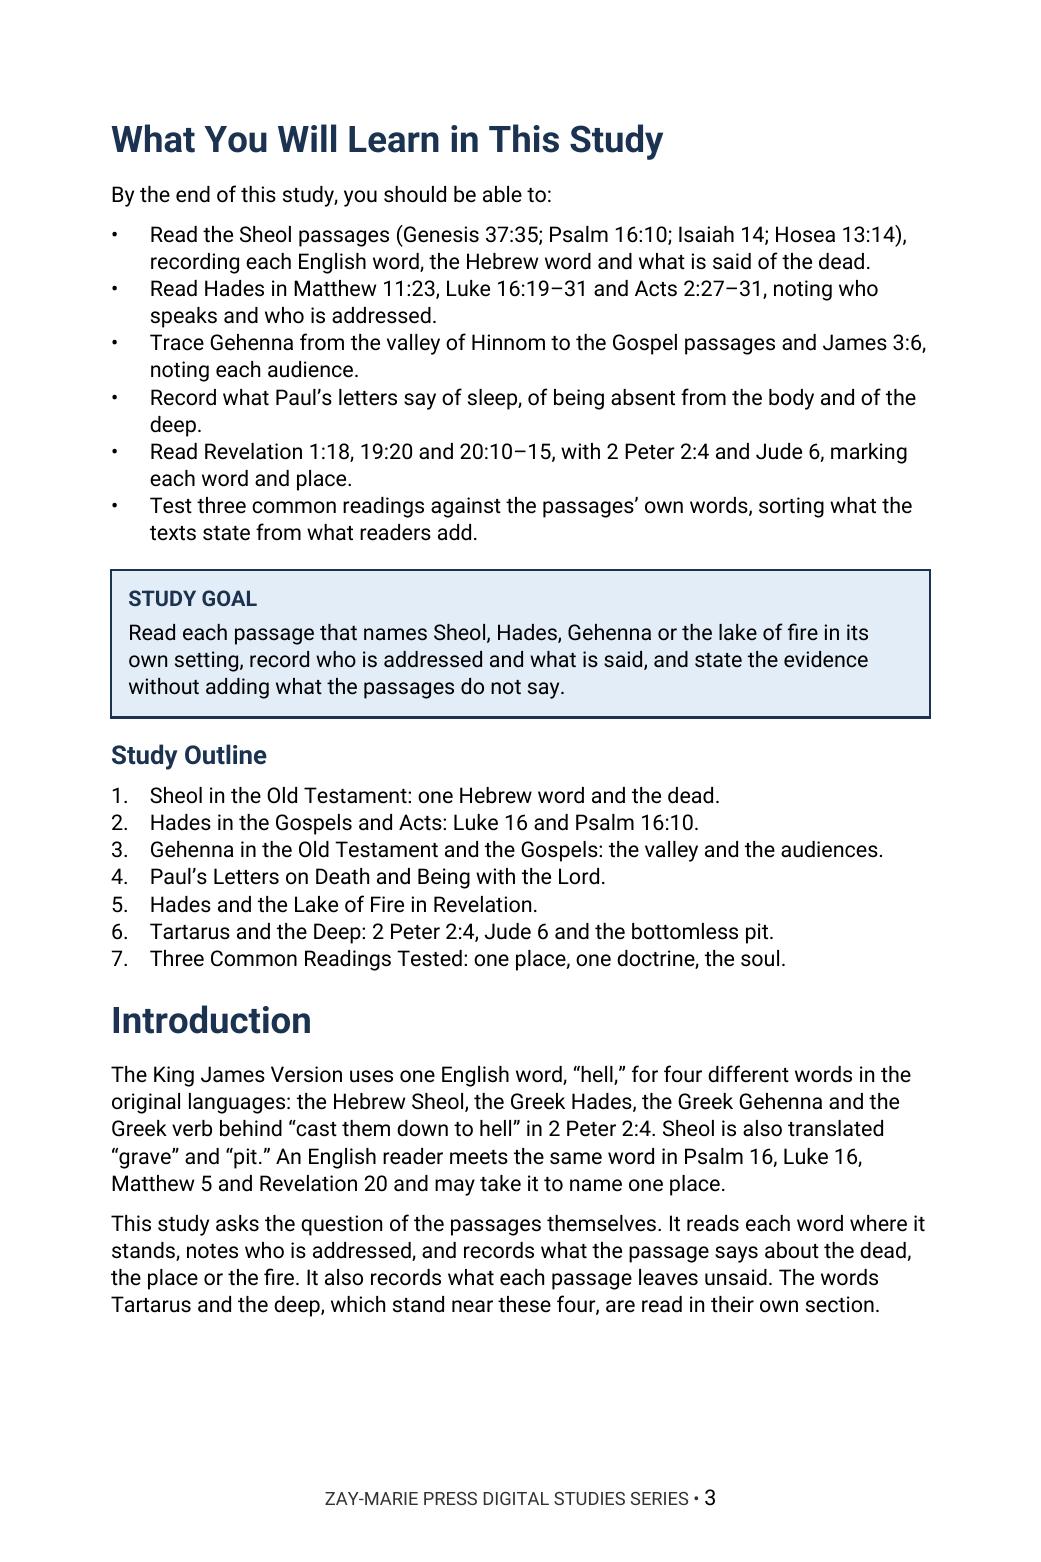 What You Will Learn in This Study
By the end of this study, you should be able to:
• Read the Sheol passages (Genesis 37:35; Psalm 16:10; Isaiah 14; Hosea 13:14),
recording each English word, the Hebrew word and what is said of the dead.
• Read Hades in Matthew 11:23, Luke 16:19–31 and Acts 2:27–31, noting who
speaks and who is addressed.
• Trace Gehenna from the valley of Hinnom to the Gospel passages and James 3:6,
noting each audience.
• Record what Paul’s letters say of sleep, of being absent from the body and of the
deep.
• Read Revelation 1:18, 19:20 and 20:10–15, with 2 Peter 2:4 and Jude 6, marking
each word and place.
• Test three common readings against the passages’ own words, sorting what the
texts state from what readers add.
STUDY GOAL
Read each passage that names Sheol, Hades, Gehenna or the lake of fire in its
own setting, record who is addressed and what is said, and state the evidence
without adding what the passages do not say.
Study Outline
1. Sheol in the Old Testament: one Hebrew word and the dead.
2. Hades in the Gospels and Acts: Luke 16 and Psalm 16:10.
3. Gehenna in the Old Testament and the Gospels: the valley and the audiences.
4. Paul’s Letters on Death and Being with the Lord.
5. Hades and the Lake of Fire in Revelation.
6. Tartarus and the Deep: 2 Peter 2:4, Jude 6 and the bottomless pit.
7. Three Common Readings Tested: one place, one doctrine, the soul.
Introduction
The King James Version uses one English word, “hell,” for four different words in the
original languages: the Hebrew Sheol, the Greek Hades, the Greek Gehenna and the
Greek verb behind “cast them down to hell” in 2 Peter 2:4. Sheol is also translated
“grave” and “pit.” An English reader meets the same word in Psalm 16, Luke 16,
Matthew 5 and Revelation 20 and may take it to name one place.
This study asks the question of the passages themselves. It reads each word where it
stands, notes who is addressed, and records what the passage says about the dead,
the place or the fire. It also records what each passage leaves unsaid. The words
Tartarus and the deep, which stand near these four, are read in their own section.
ZAY-MARIE PRESS DIGITAL STUDIES SERIES • 3